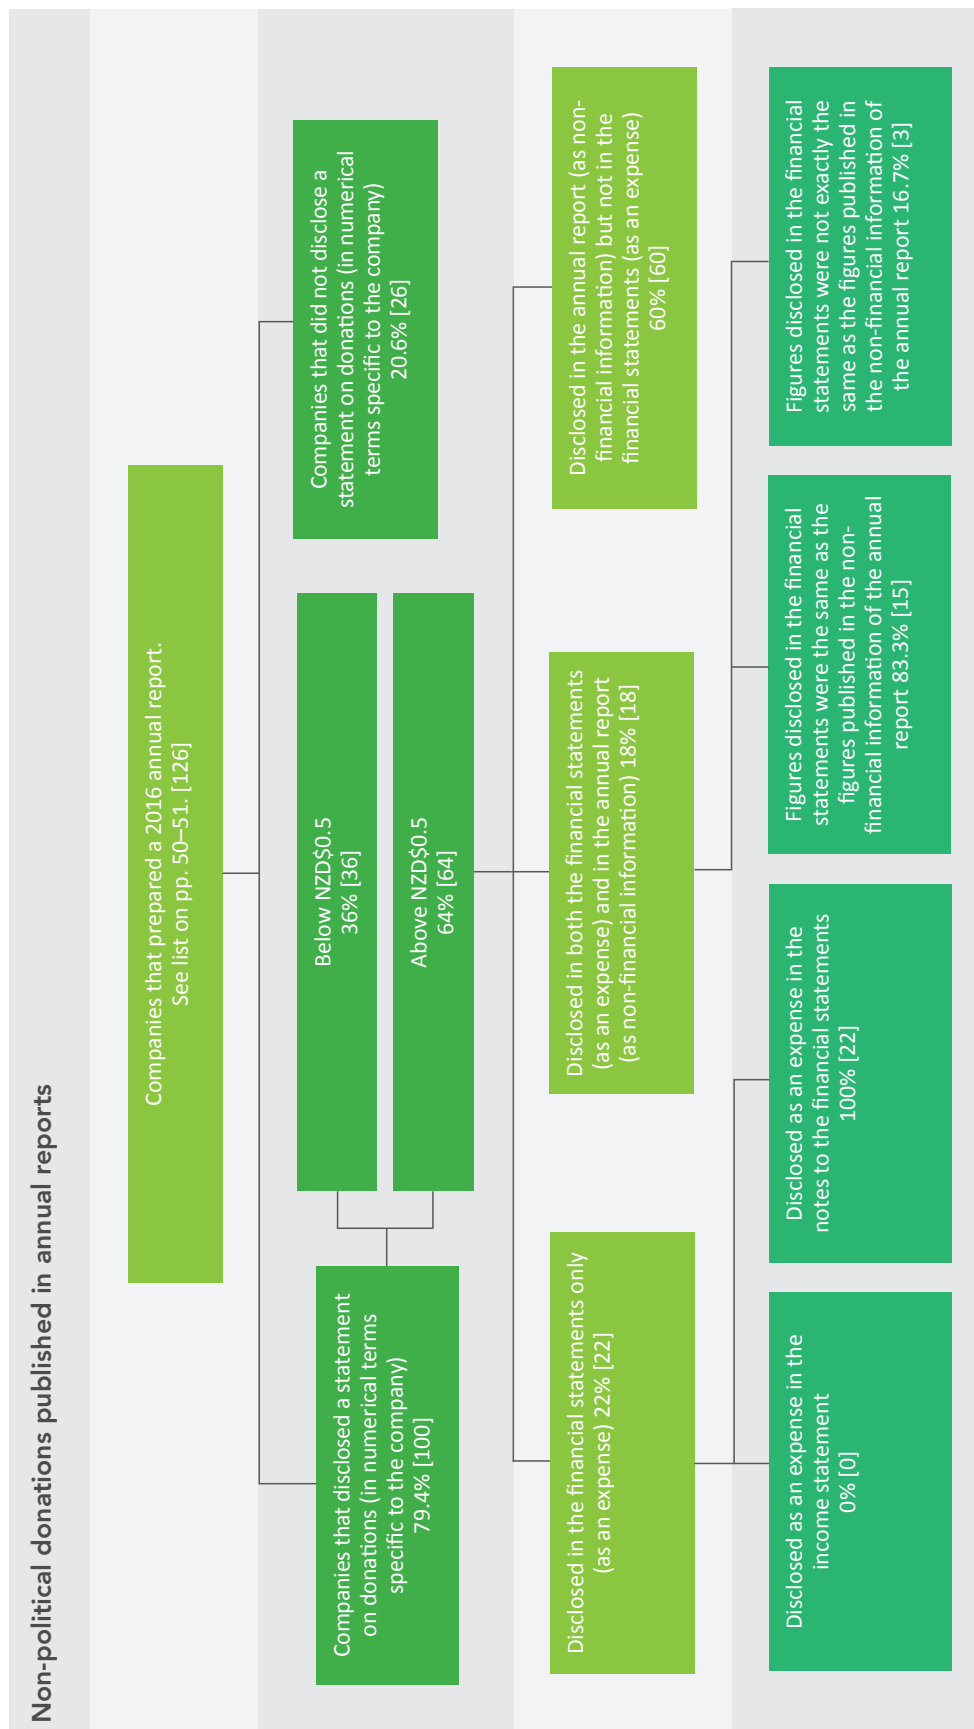 Non-political donations published in annual reports
Companies that prepared a 2016 annual report.
See list on pp. 50–51. [126]
Companies that disclosed a statement
on donations (in numerical terms
specific to the company)
79.4% [100]
Below NZD$0.5
36% [36]
Above NZD$0.5
64% [64]
Companies that did not disclose a
statement on donations (in numerical
terms specific to the company)
20.6% [26]
Disclosed in the financial statements only
(as an expense) 22% [22]
Disclosed in both the financial statements
(as an expense) and in the annual report
(as non-financial information) 18% [18]
Disclosed in the annual report (as non-
financial information) but not in the
financial statements (as an expense)
60% [60]
Disclosed as an expense in the
income statement
0% [0]
Disclosed as an expense in the
notes to the financial statements
100% [22]
Figures disclosed in the financial
statements were the same as the
figures published in the non-
financial information of the annual
report 83.3% [15]
Figures disclosed in the financial
statements were not exactly the
same as the figures published in
the non-financial information of
the annual report 16.7% [3]